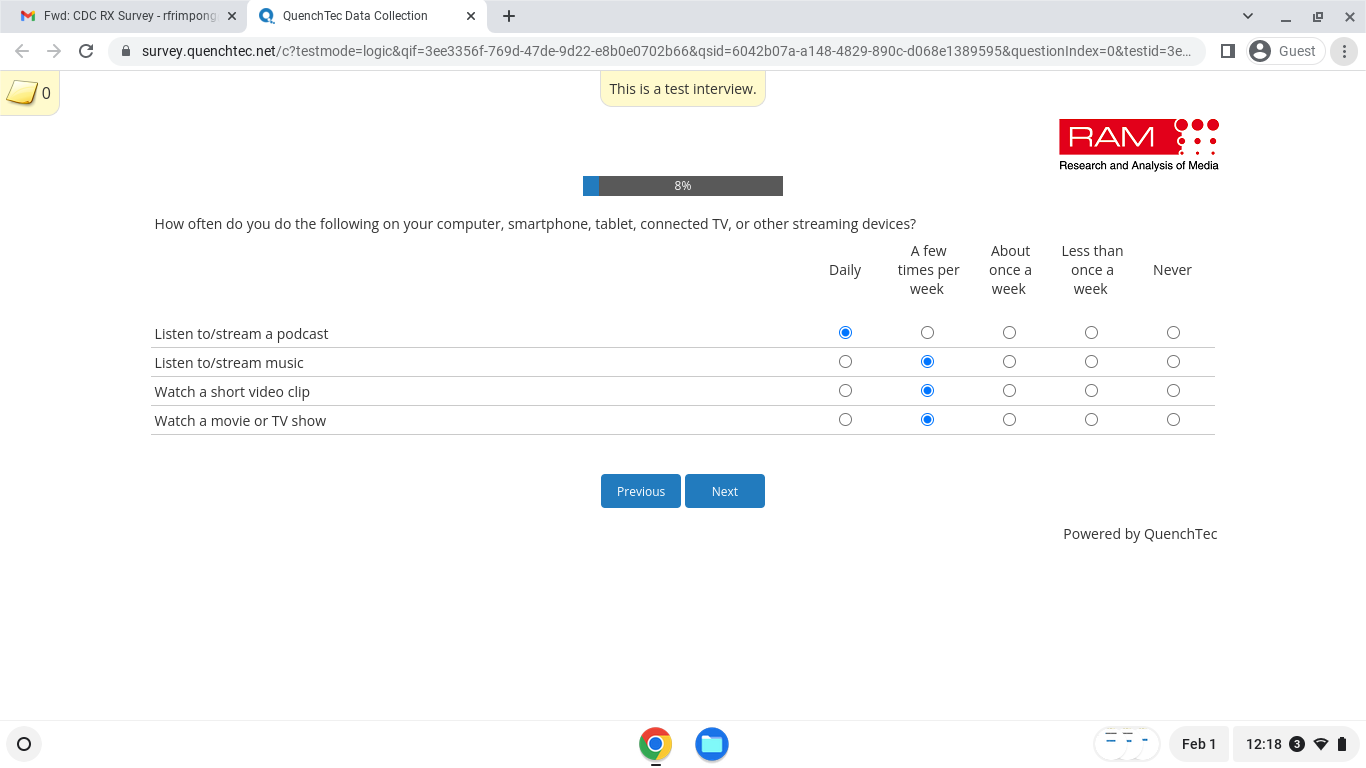 Fwd: CDC RX Survey - rfrimpong
QuenchTec Data Collection
survey.quenchtec.net/c?testmode=logic&qif=3ee3356f-769d-47de-9d22-e8b0e0702b66&qsid=6042b07a-a148-4829-890c-d068e1389595&questionIndex=0&testid=3e...
Guest
0
This is a test interview.
RAM
Research and Analysis of Media
8%
How often do you do the following on your computer, smartphone, tablet, connected TV, or other streaming devices?
Daily
A few times per week
About once a week
Less than once a week
Never
Listen to/stream a podcast
Listen to/stream music
Watch a short video clip
Watch a movie or TV show
Previous
Next
Powered by QuenchTec
Feb 1
12:18
3